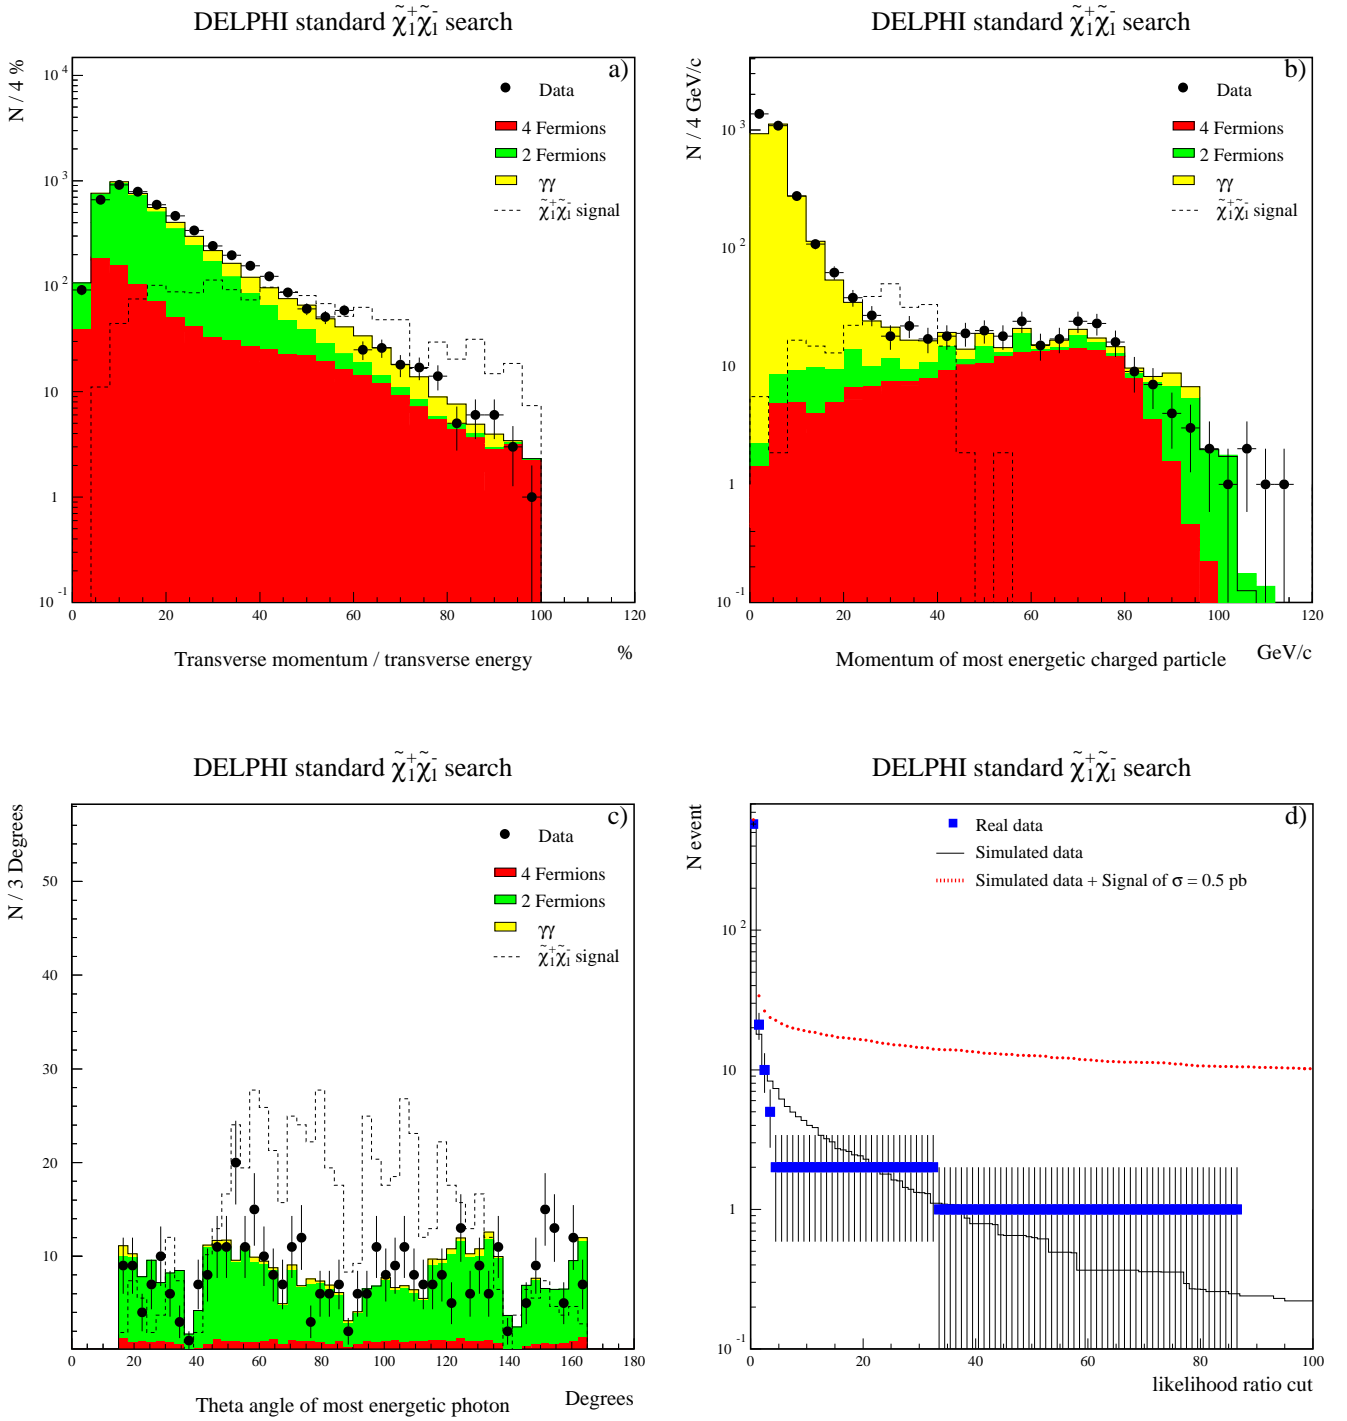 DELPHI standard χ̃₁⁺χ̃₁⁻ search
a)
N / 4 %
Data
4 Fermions
2 Fermions
γγ
χ̃₁⁺χ̃₁⁻ signal
10⁴
10³
10²
10
1
10⁻¹
0 20 40 60 80 100 120
Transverse momentum / transverse energy
%
DELPHI standard χ̃₁⁺χ̃₁⁻ search
b)
N / 4 GeV/c
Data
4 Fermions
2 Fermions
γγ
χ̃₁⁺χ̃₁⁻ signal
10³
10²
10
1
10⁻¹
0 20 40 60 80 100 120
Momentum of most energetic charged particle
GeV/c
DELPHI standard χ̃₁⁺χ̃₁⁻ search
c)
N / 3 Degrees
Data
4 Fermions
2 Fermions
γγ
χ̃₁⁺χ̃₁⁻ signal
50
40
30
20
10
0 20 40 60 80 100 120 140 160 180
Theta angle of most energetic photon
Degrees
DELPHI standard χ̃₁⁺χ̃₁⁻ search
d)
N event
Real data
Simulated data
Simulated data + Signal of σ = 0.5 pb
10²
10
1
10⁻¹
0 20 40 60 80 100
likelihood ratio cut